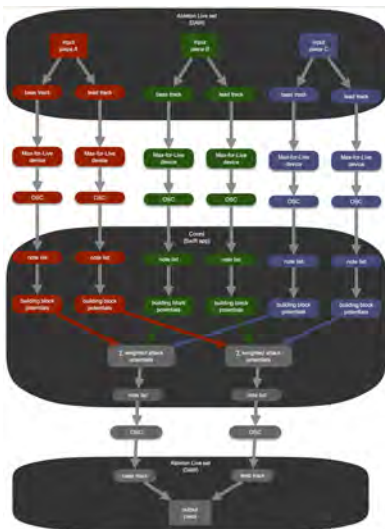 Ableton Live set
(DAW)
input
piece A
input
piece B
input
piece C
bass track
lead track
bass track
lead track
bass track
lead track
Max-for-Live
device
Max-for-Live
device
Max-for-Live
device
Max-for-Live
device
Max-for-Live
device
Max-for-Live
device
OSC
OSC
OSC
OSC
OSC
OSC
(Swift app)
note list
note list
note list
note list
note list
note list
building block
potentials
building block
potentials
building block
potentials
building block
potentials
building block
potentials
building block
potentials
∑ weighted attack
potentials
∑ weighted attack
potentials
note list
note list
OSC
OSC
Ableton Live set
(DAW)
bass track
lead track
output
piece